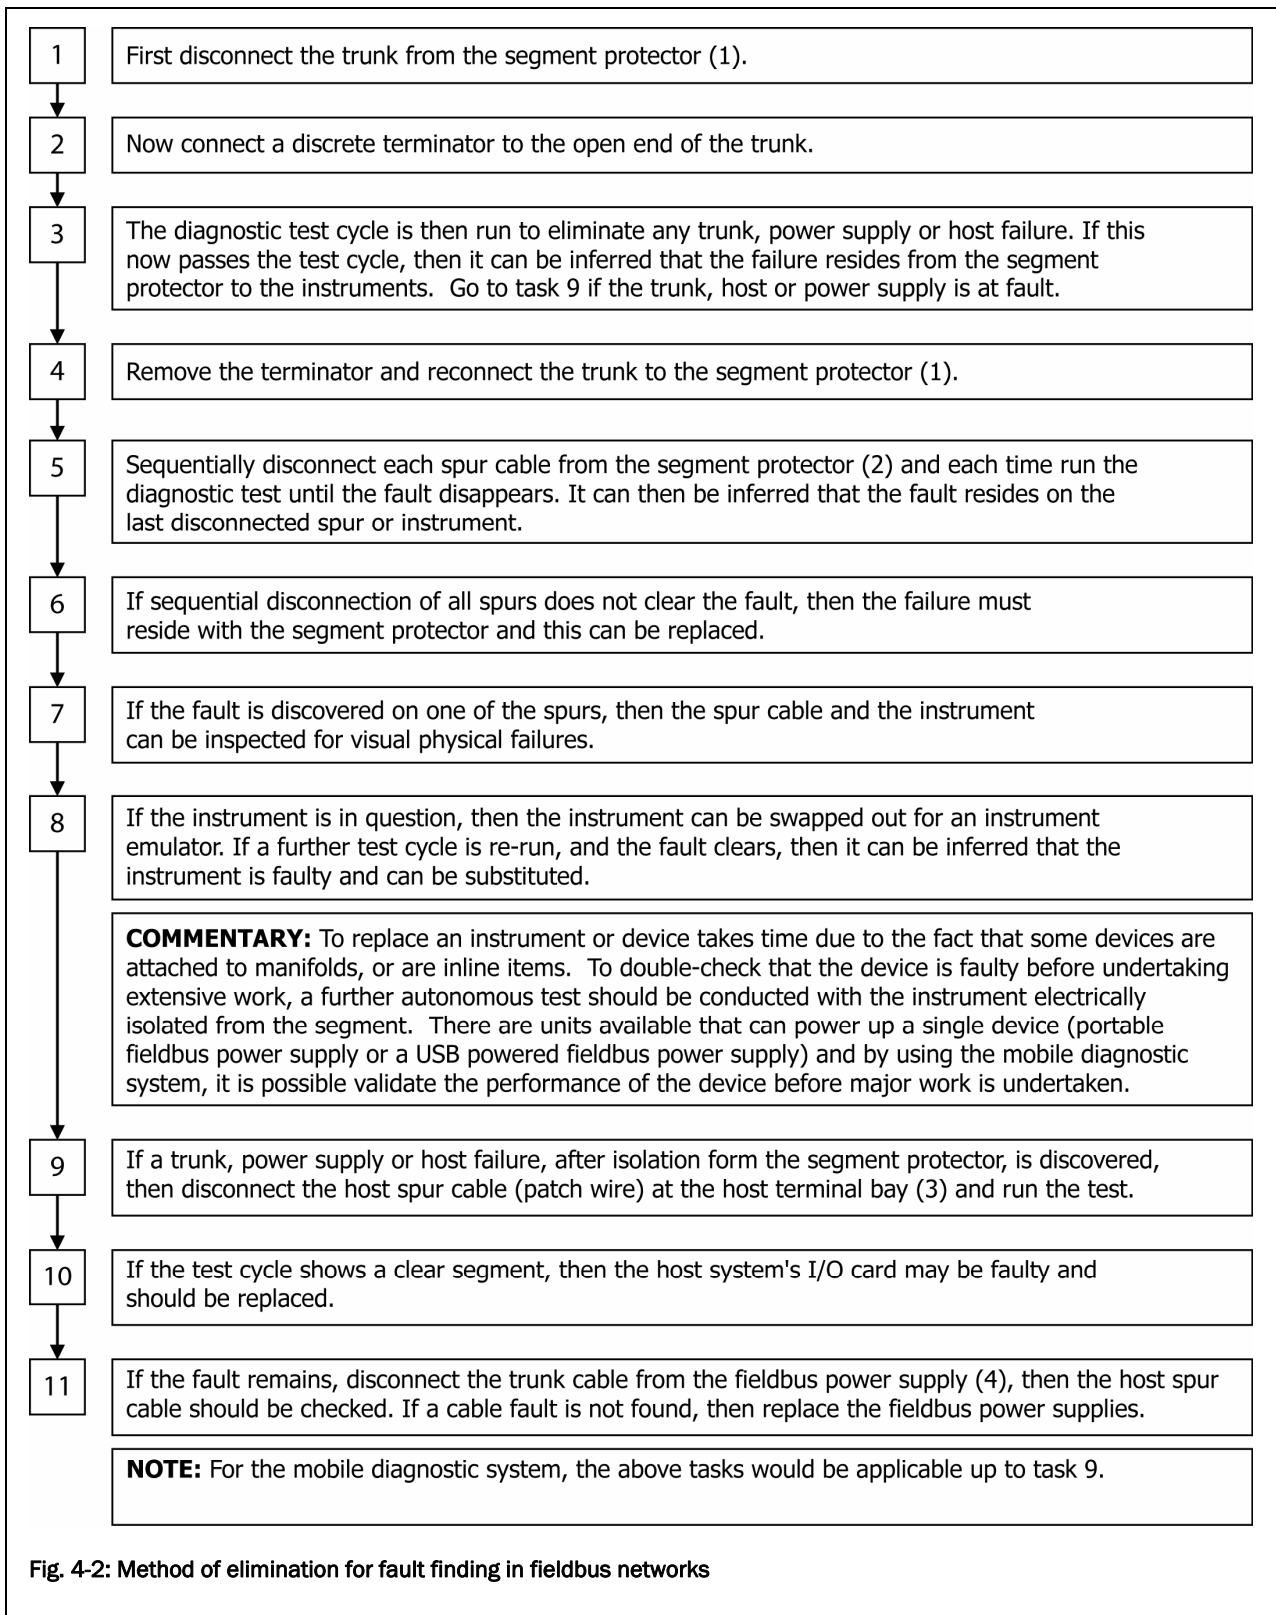 1
First disconnect the trunk from the segment protector (1).
2
Now connect a discrete terminator to the open end of the trunk.
3
The diagnostic test cycle is then run to eliminate any trunk, power supply or host failure. If this
now passes the test cycle, then it can be inferred that the failure resides from the segment
protector to the instruments.  Go to task 9 if the trunk, host or power supply is at fault.
4
Remove the terminator and reconnect the trunk to the segment protector (1).
5
Sequentially disconnect each spur cable from the segment protector (2) and each time run the
diagnostic test until the fault disappears. It can then be inferred that the fault resides on the
last disconnected spur or instrument.
6
If sequential disconnection of all spurs does not clear the fault, then the failure must
reside with the segment protector and this can be replaced.
7
If the fault is discovered on one of the spurs, then the spur cable and the instrument
can be inspected for visual physical failures.
8
If the instrument is in question, then the instrument can be swapped out for an instrument
emulator. If a further test cycle is re-run, and the fault clears, then it can be inferred that the
instrument is faulty and can be substituted.
COMMENTARY: To replace an instrument or device takes time due to the fact that some devices are
attached to manifolds, or are inline items.  To double-check that the device is faulty before undertaking
extensive work, a further autonomous test should be conducted with the instrument electrically
isolated from the segment.  There are units available that can power up a single device (portable
fieldbus power supply or a USB powered fieldbus power supply) and by using the mobile diagnostic
system, it is possible validate the performance of the device before major work is undertaken.
9
If a trunk, power supply or host failure, after isolation form the segment protector, is discovered,
then disconnect the host spur cable (patch wire) at the host terminal bay (3) and run the test.
10
If the test cycle shows a clear segment, then the host system's I/O card may be faulty and
should be replaced.
11
If the fault remains, disconnect the trunk cable from the fieldbus power supply (4), then the host spur
cable should be checked. If a cable fault is not found, then replace the fieldbus power supplies.
NOTE: For the mobile diagnostic system, the above tasks would be applicable up to task 9.
Fig. 4-2: Method of elimination for fault finding in fieldbus networks